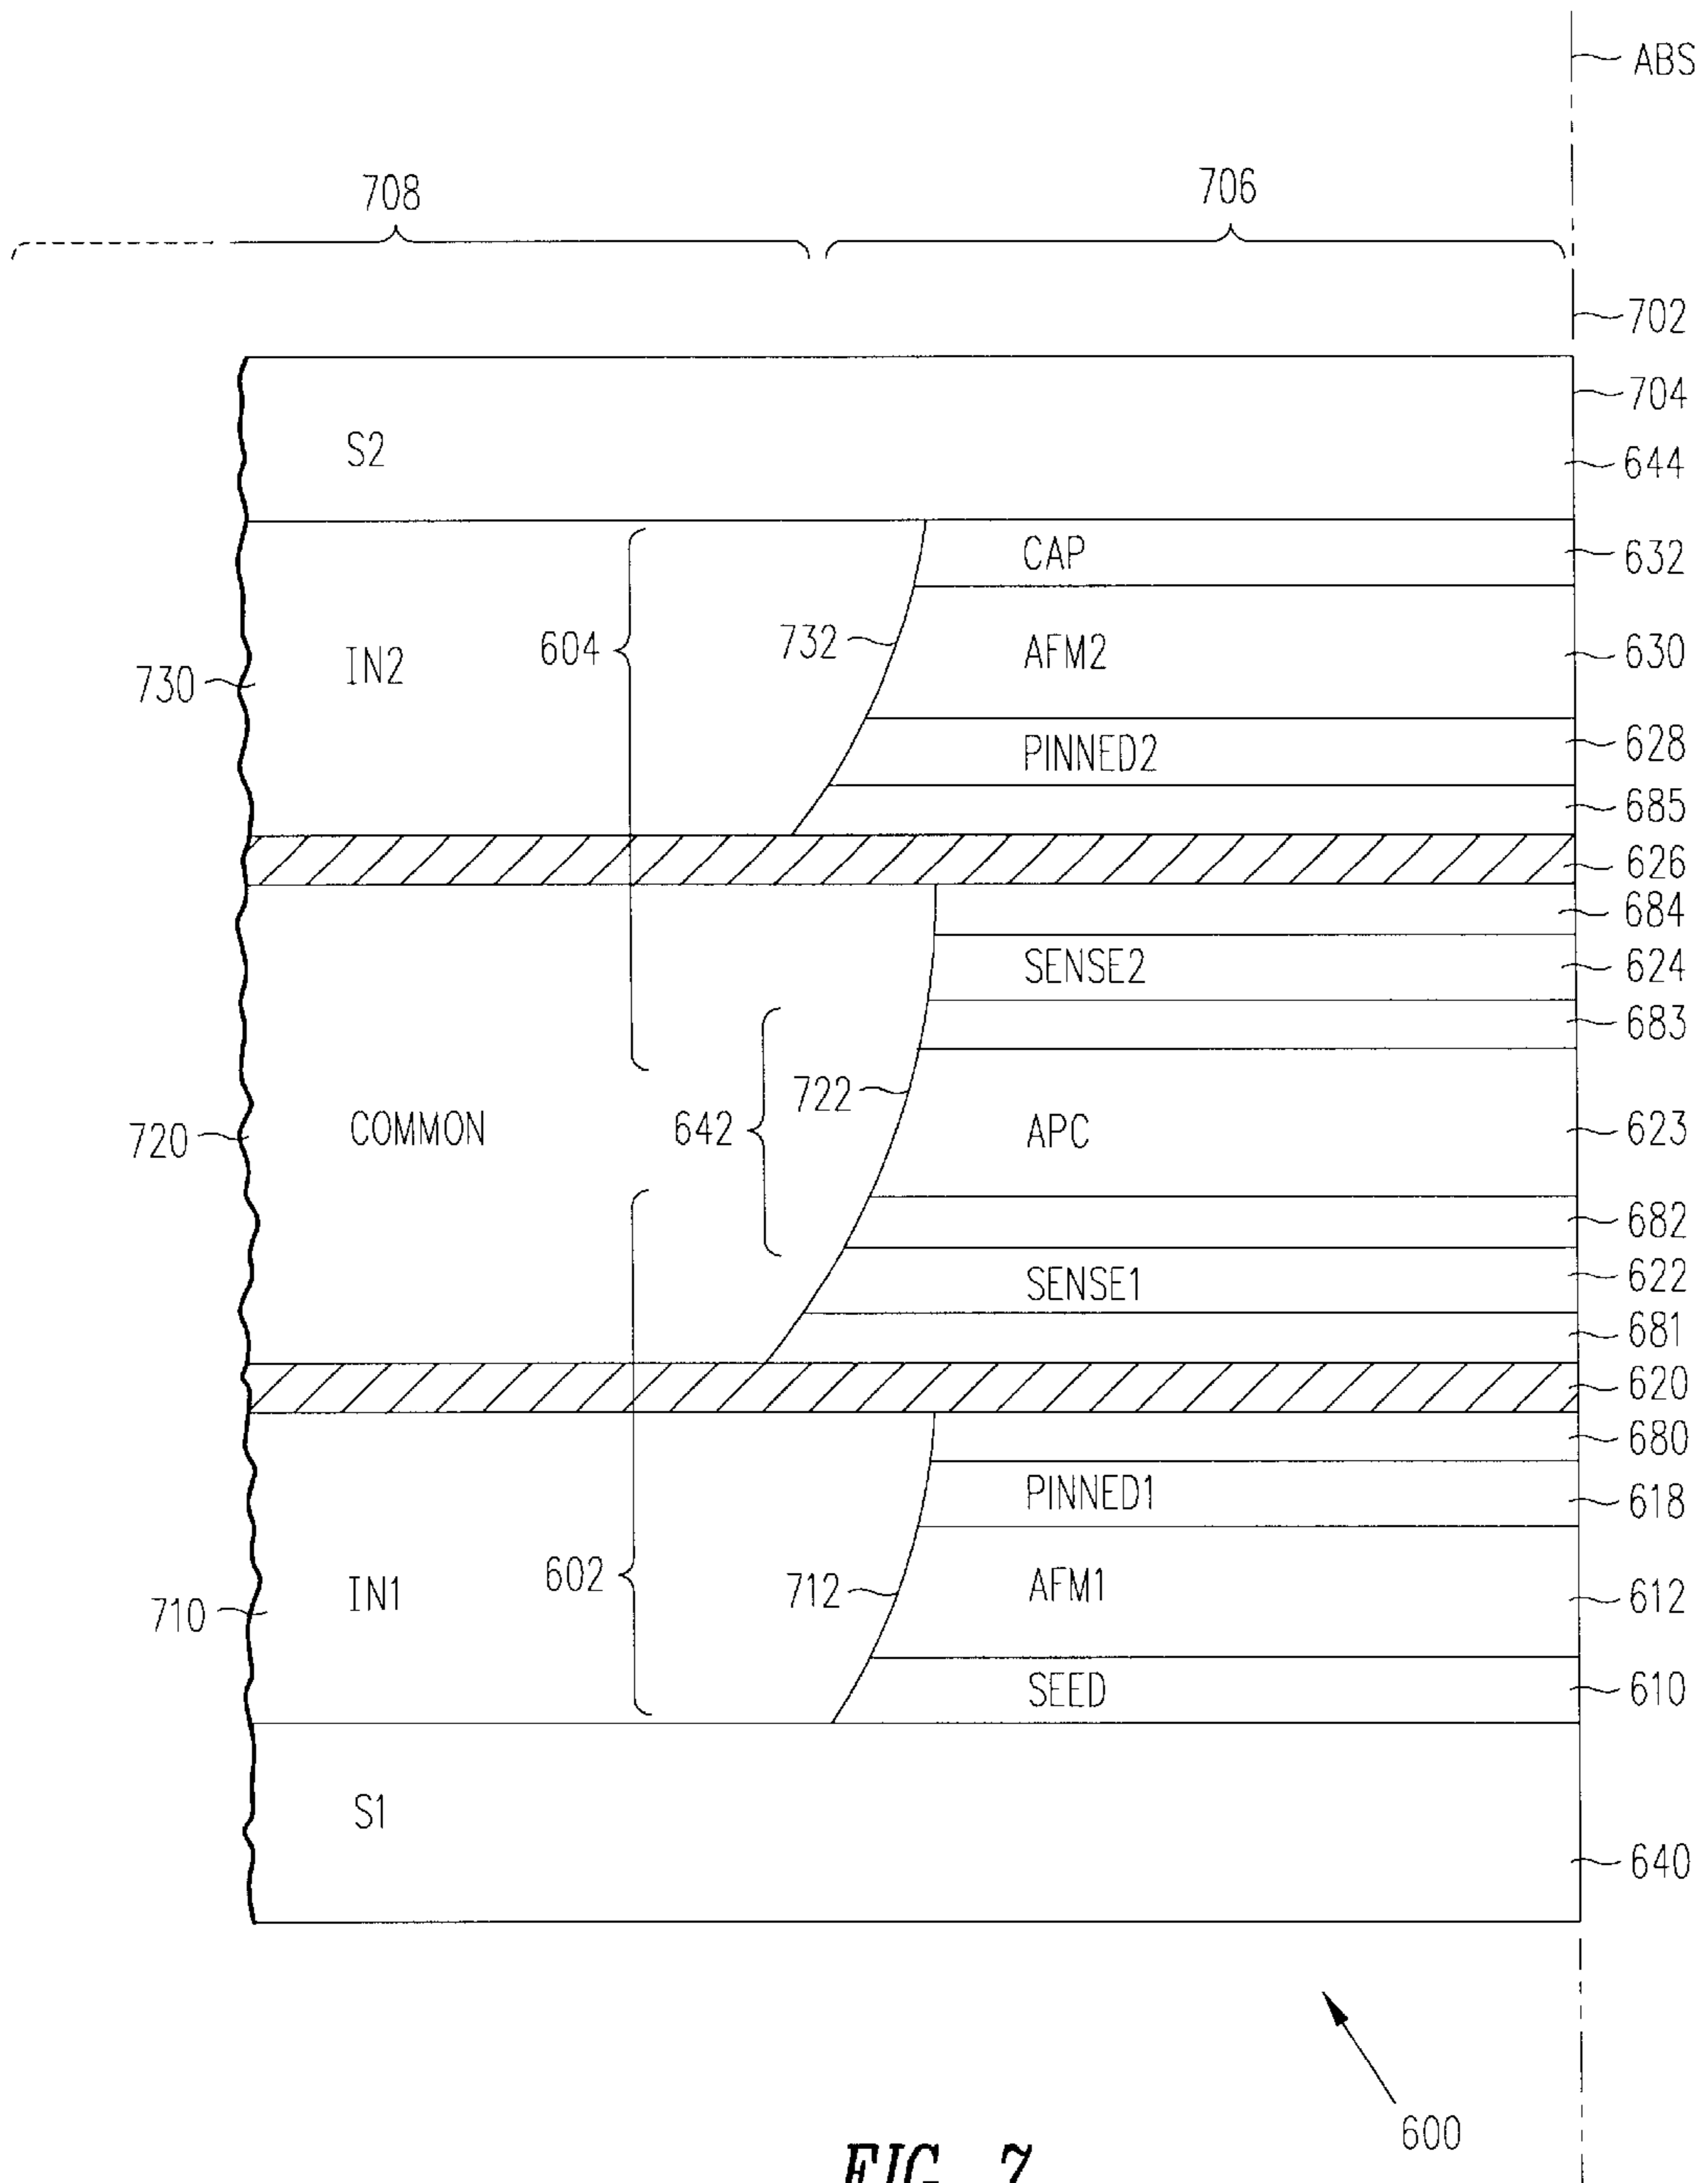 ABS
708 706
702
704
S2 644
CAP 632
604 732 AFM2 630
730 IN2
PINNED2 628
685
626
684
SENSE2 624
683
722
720 COMMON 642 APC 623
682
SENSE1 622
681
620
680
PINNED1 618
602 712 AFM1 612
710 IN1
SEED 610
S1
640
600
FIG. 7